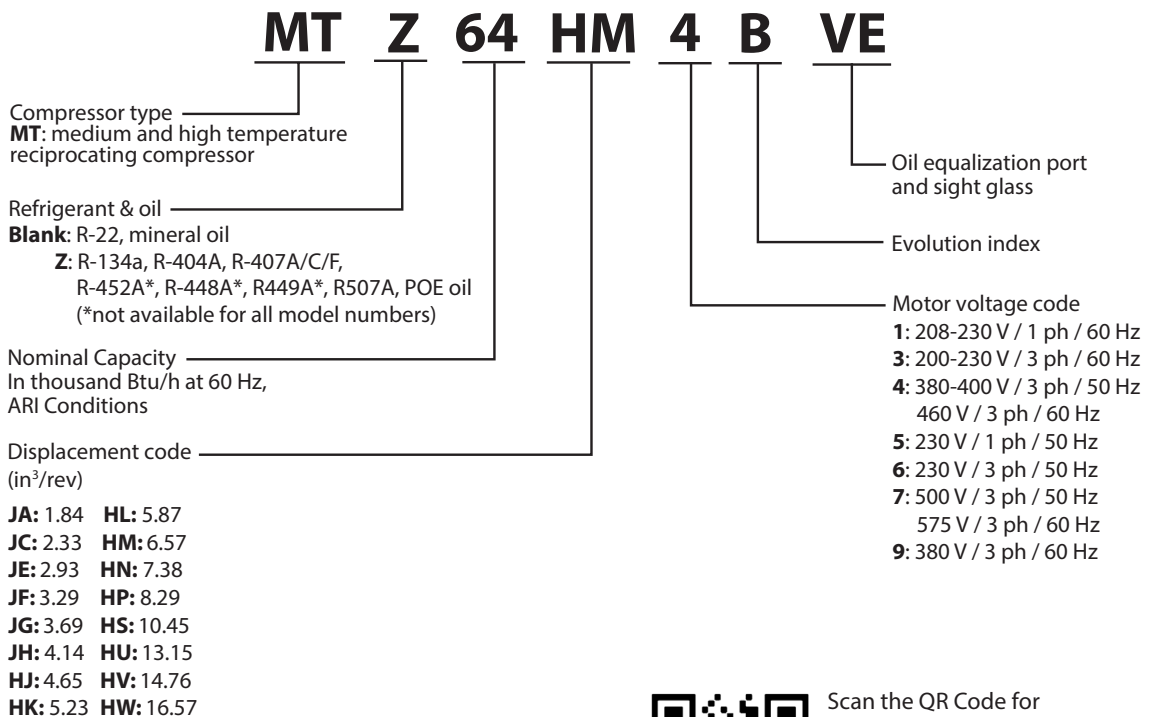 MT Z 64 HM 4 B VE
Compressor type
MT: medium and high temperature
reciprocating compressor
Refrigerant & oil
Blank: R-22, mineral oil
Z: R-134a, R-404A, R-407A/C/F,
R-452A*, R-448A*, R449A*, R507A, POE oil
(*not available for all model numbers)
Nominal Capacity
In thousand Btu/h at 60 Hz,
ARI Conditions
Displacement code
(in³/rev)
JA: 1.84 HL: 5.87
JC: 2.33 HM: 6.57
JE: 2.93 HN: 7.38
JF: 3.29 HP: 8.29
JG: 3.69 HS: 10.45
JH: 4.14 HU: 13.15
HJ: 4.65 HV: 14.76
HK: 5.23 HW: 16.57
Oil equalization port
and sight glass
Evolution index
Motor voltage code
1: 208-230 V / 1 ph / 60 Hz
3: 200-230 V / 3 ph / 60 Hz
4: 380-400 V / 3 ph / 50 Hz
460 V / 3 ph / 60 Hz
5: 230 V / 1 ph / 50 Hz
6: 230 V / 3 ph / 50 Hz
7: 500 V / 3 ph / 50 Hz
575 V / 3 ph / 60 Hz
9: 380 V / 3 ph / 60 Hz
Scan the QR Code for